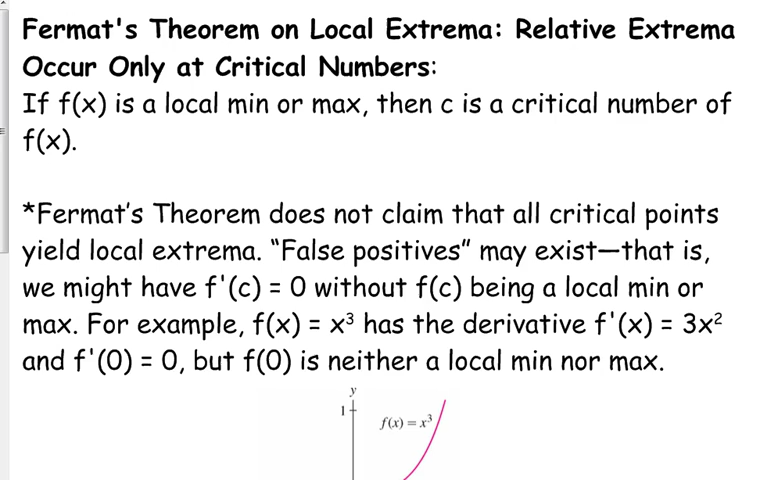 Fermat's Theorem on Local Extrema: Relative Extrema
Occur Only at Critical Numbers:
If f(x) is a local min or max, then c is a critical number of
f(x).
*Fermat's Theorem does not claim that all critical points
yield local extrema. "False positives" may exist—that is,
we might have f'(c) = 0 without f(c) being a local min or
max. For example, f(x) = x³ has the derivative f'(x) = 3x²
and f'(0) = 0, but f(0) is neither a local min nor max.
y
1
f(x) = x³